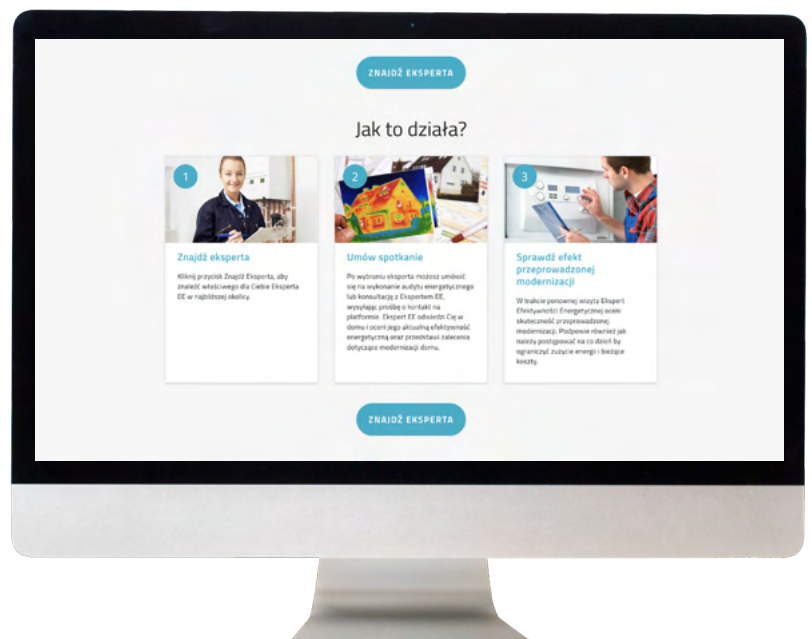 ZNAJDŹ EKSPERTA
Jak to działa?
1
2
3
Znajdź eksperta
Kliknij przycisk Znajdź Eksperta, aby
znaleźć właściwego dla Ciebie Eksperta
EE w najbliższej okolicy.
Umów spotkanie
Po wybraniu eksperta możesz umówić
się na wykonanie audytu energetycznego
lub konsultację z Ekspertem EE,
wysyłając prośbę o kontakt na
platformie. Ekspert EE odwiedzi Cię w
domu i oceni jego aktualną efektywność
energetyczną oraz przedstawi zalecenia
dotyczące modernizacji domu.
Sprawdź efekt
przeprowadzonej
modernizacji
W trakcie ponownej wizyty Ekspert
Efektywności Energetycznej oceni
skuteczność przeprowadzonej
modernizacji. Podpowie również jak
należy postępować na co dzień by
ograniczyć zużycie energii i bieżące
koszty.
ZNAJDŹ EKSPERTA